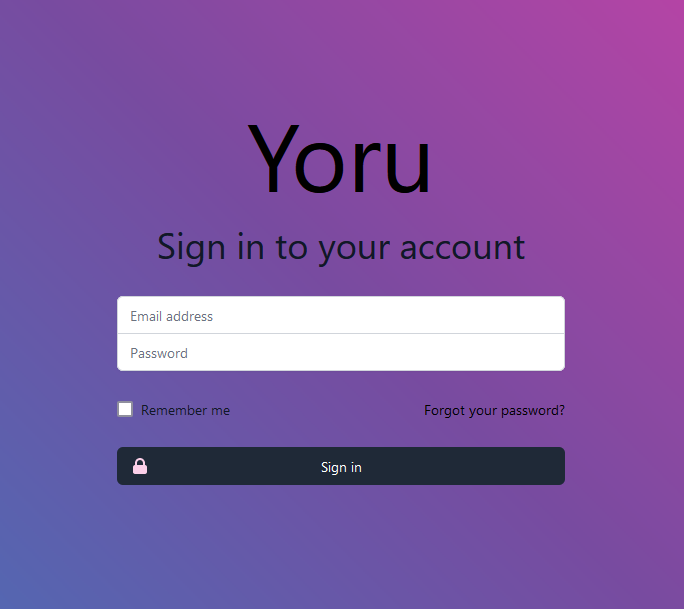 Yoru
Sign in to your account
Email address
Password
Remember me
Forgot your password?
Sign in